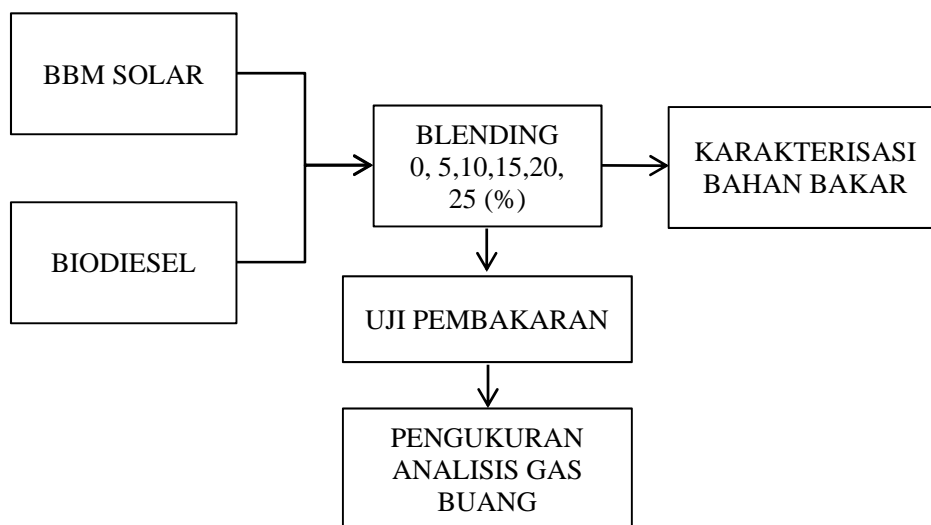 BBM SOLAR
BIODIESEL
BLENDING
0, 5,10,15,20,
25 (%)
KARAKTERISASI
BAHAN BAKAR
UJI PEMBAKARAN
PENGUKURAN
ANALISIS GAS
BUANG